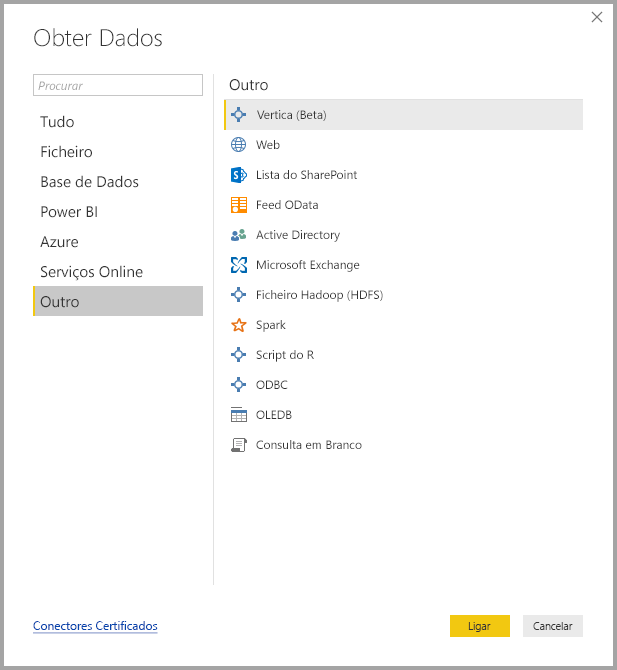 Obter Dados
Procurar
Tudo
Ficheiro
Base de Dados
Power BI
Azure
Serviços Online
Outro
Outro
Vertica (Beta)
Web
Lista do SharePoint
Feed OData
Active Directory
Microsoft Exchange
Ficheiro Hadoop (HDFS)
Spark
Script do R
ODBC
OLEDB
Consulta em Branco
Conectores Certificados
Ligar
Cancelar